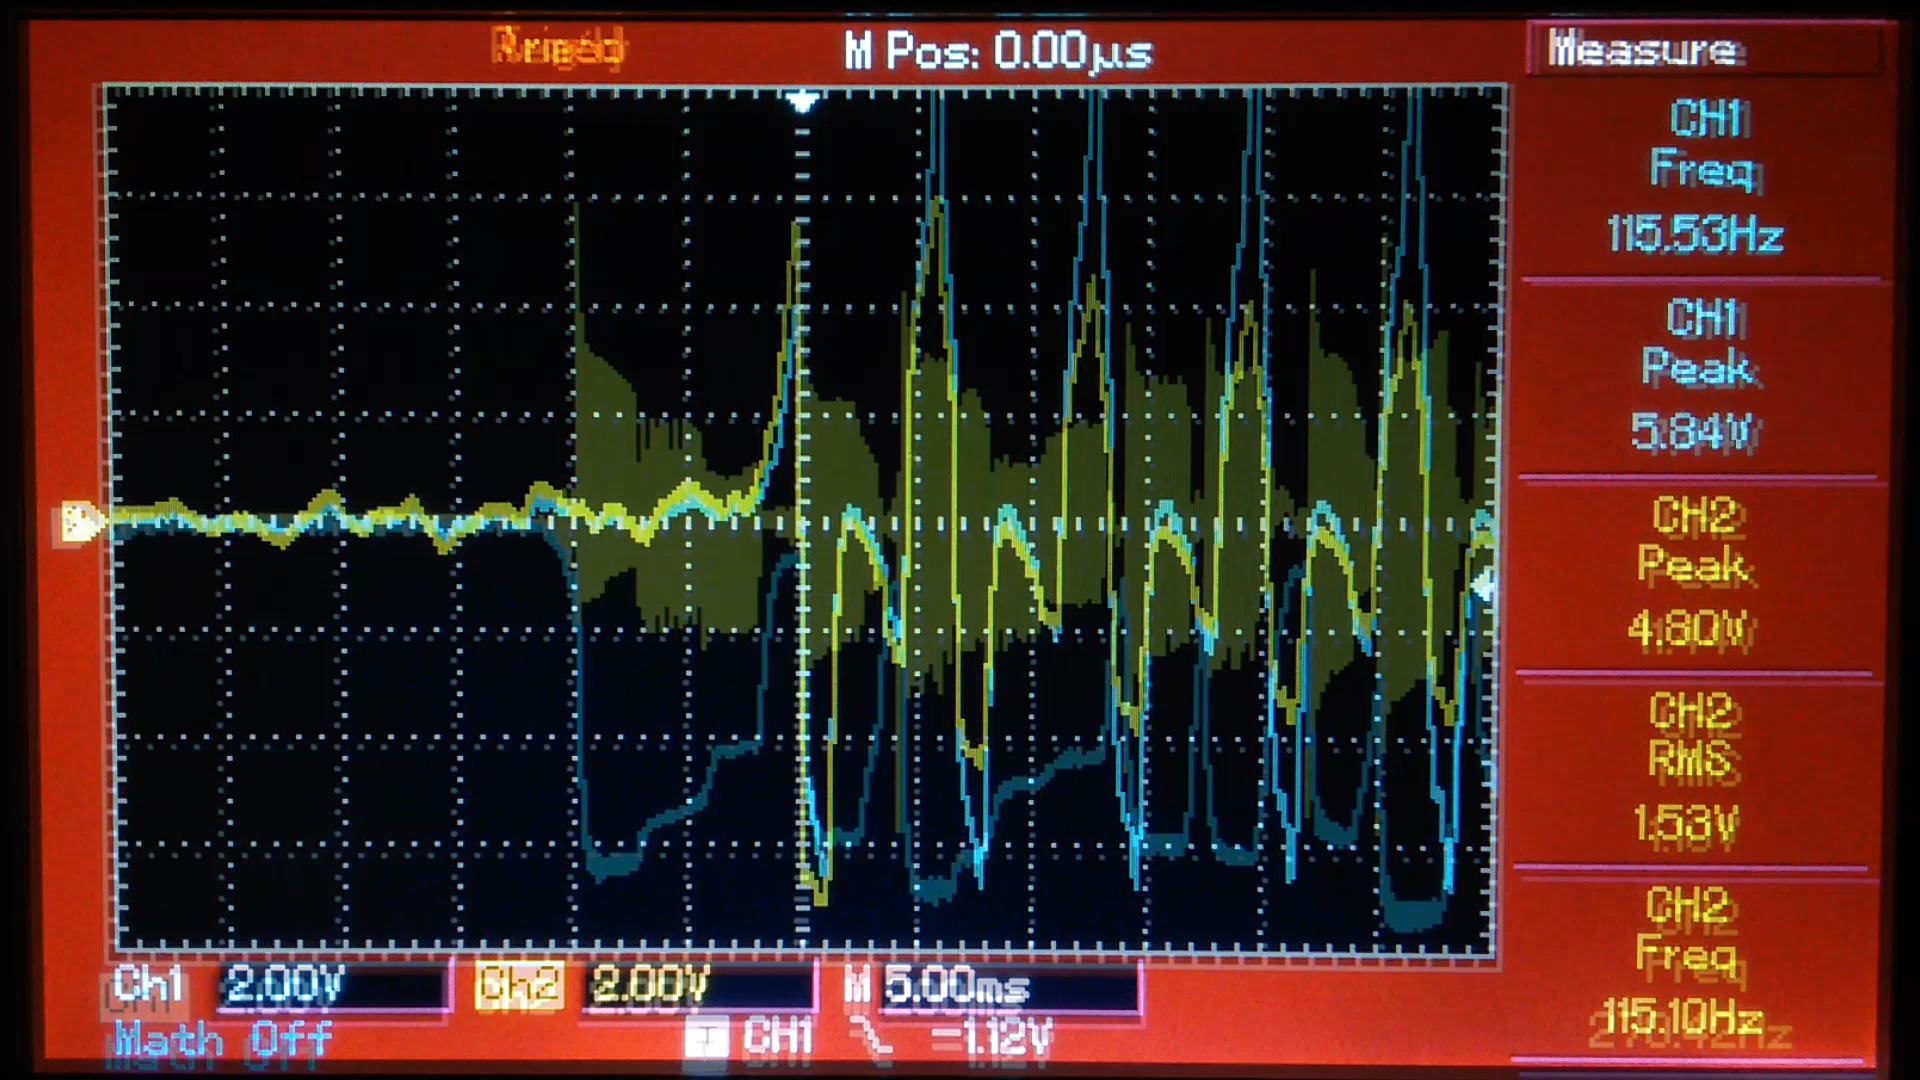 M Pos: 0.00µs
Measure
CH1
Freq
115.53Hz
CH1
Peak
5.84V
CH2
Peak
4.80V
CH2
RMS
1.53V
CH2
Freq
115.10Hz
Ch1 2.00V Ch2 2.00V M 5.00ms
Math Off CH1 -1.12V